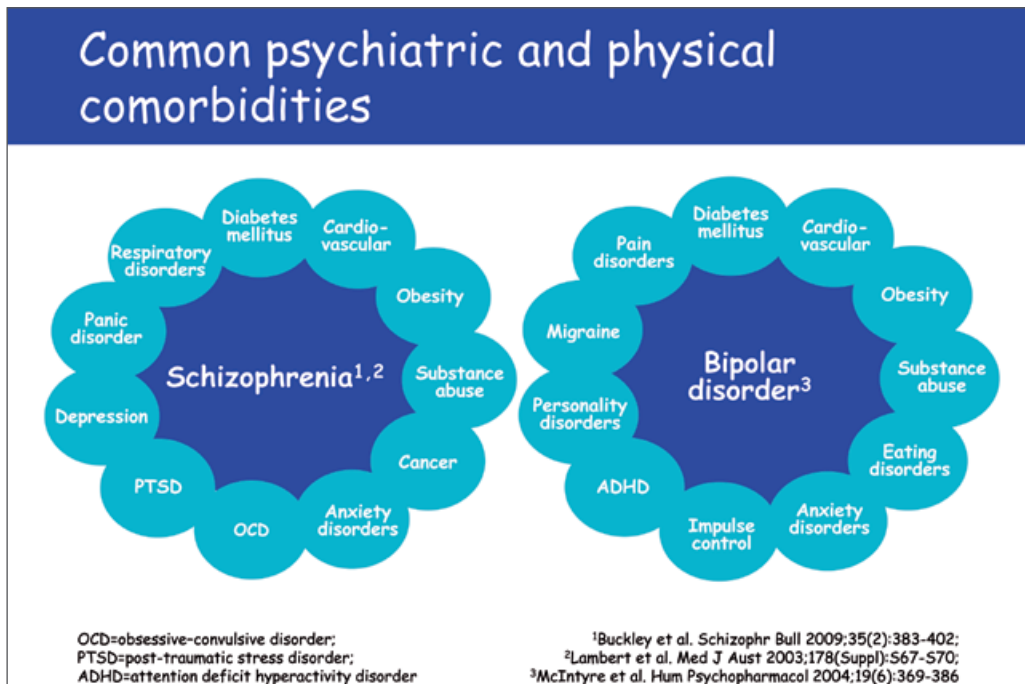 Common psychiatric and physical
comorbidities
Diabetes
mellitus
Cardio-
vascular
Obesity
Substance
abuse
Cancer
Anxiety
disorders
OCD
PTSD
Depression
Panic
disorder
Respiratory
disorders
Schizophrenia1,2
Diabetes
mellitus
Cardio-
vascular
Obesity
Substance
abuse
Eating
disorders
Anxiety
disorders
Impulse
control
ADHD
Personality
disorders
Migraine
Pain
disorders
Bipolar
disorder3
OCD=obsessive-convulsive disorder;
PTSD=post-traumatic stress disorder;
ADHD=attention deficit hyperactivity disorder
1Buckley et al. Schizophr Bull 2009;35(2):383-402;
2Lambert et al. Med J Aust 2003;178(Suppl):S67-S70;
3McIntyre et al. Hum Psychopharmacol 2004;19(6):369-386